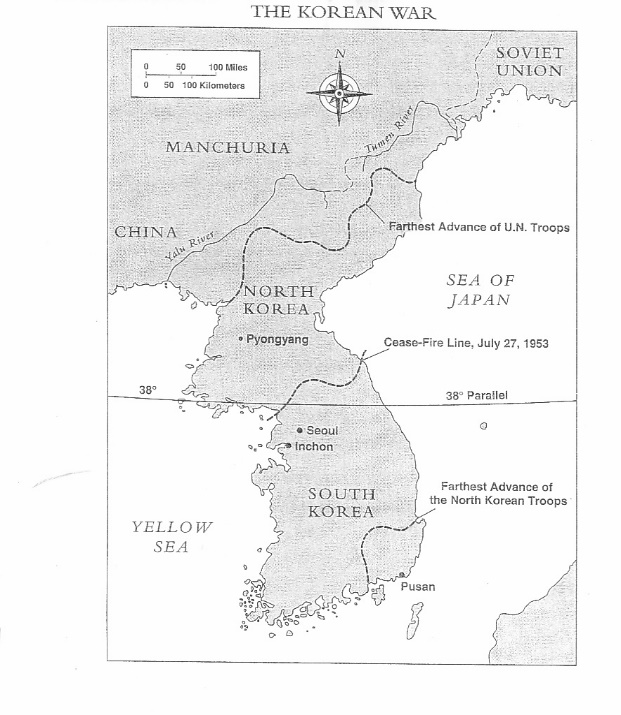 THE KOREAN WAR
0 50 100 Miles
0 50 100 Kilometers
N
SOVIET
UNION
Tumen River
MANCHURIA
CHINA
Yalu River
Farthest Advance of U.N. Troops
SEA OF
JAPAN
NORTH
KOREA
Pyongyang
Cease-Fire Line, July 27, 1953
38°
38° Parallel
Seoul
Inchon
Farthest Advance of
the North Korean Troops
SOUTH
KOREA
YELLOW
SEA
Pusan